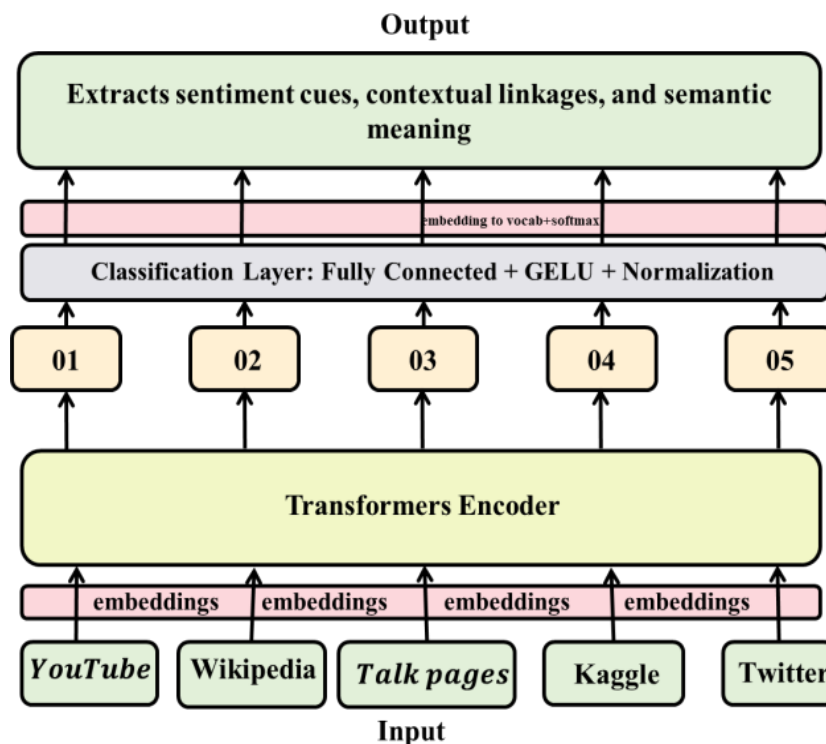 Output
Extracts sentiment cues, contextual linkages, and semantic
meaning
embedding to vocab+softmax
Classification Layer: Fully Connected + GELU + Normalization
01 02 03 04 05
Transformers Encoder
embeddings embeddings embeddings embeddings
YouTube Wikipedia Talk pages Kaggle Twitter
Input